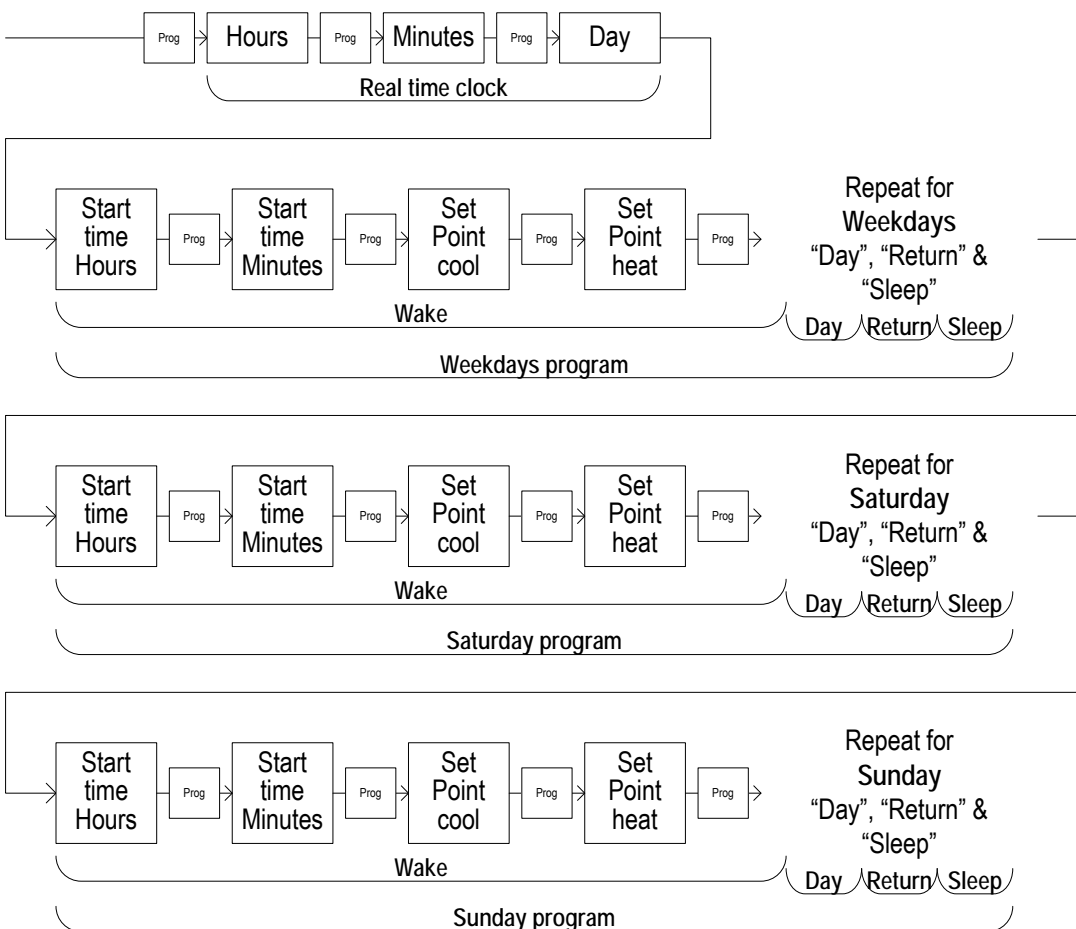 Prog Hours Prog Minutes Prog Day
Real time clock
Start time Hours Prog Start time Minutes Prog Set Point cool Prog Set Point heat Prog
Repeat for
Weekdays
“Day”, “Return” &
“Sleep”
Wake
Day Return Sleep
Weekdays program
Start time Hours Prog Start time Minutes Prog Set Point cool Prog Set Point heat Prog
Repeat for
Saturday
“Day”, “Return” &
“Sleep”
Wake
Day Return Sleep
Saturday program
Start time Hours Prog Start time Minutes Prog Set Point cool Prog Set Point heat Prog
Repeat for
Sunday
“Day”, “Return” &
“Sleep”
Wake
Day Return Sleep
Sunday program